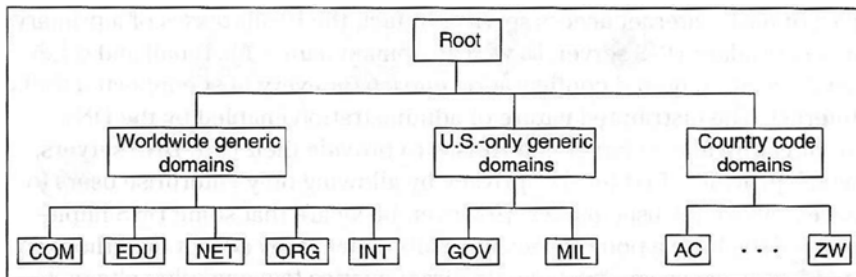 Root
Worldwide generic
domains
U.S.-only generic
domains
Country code
domains
COM EDU NET ORG INT GOV MIL AC · · · ZW